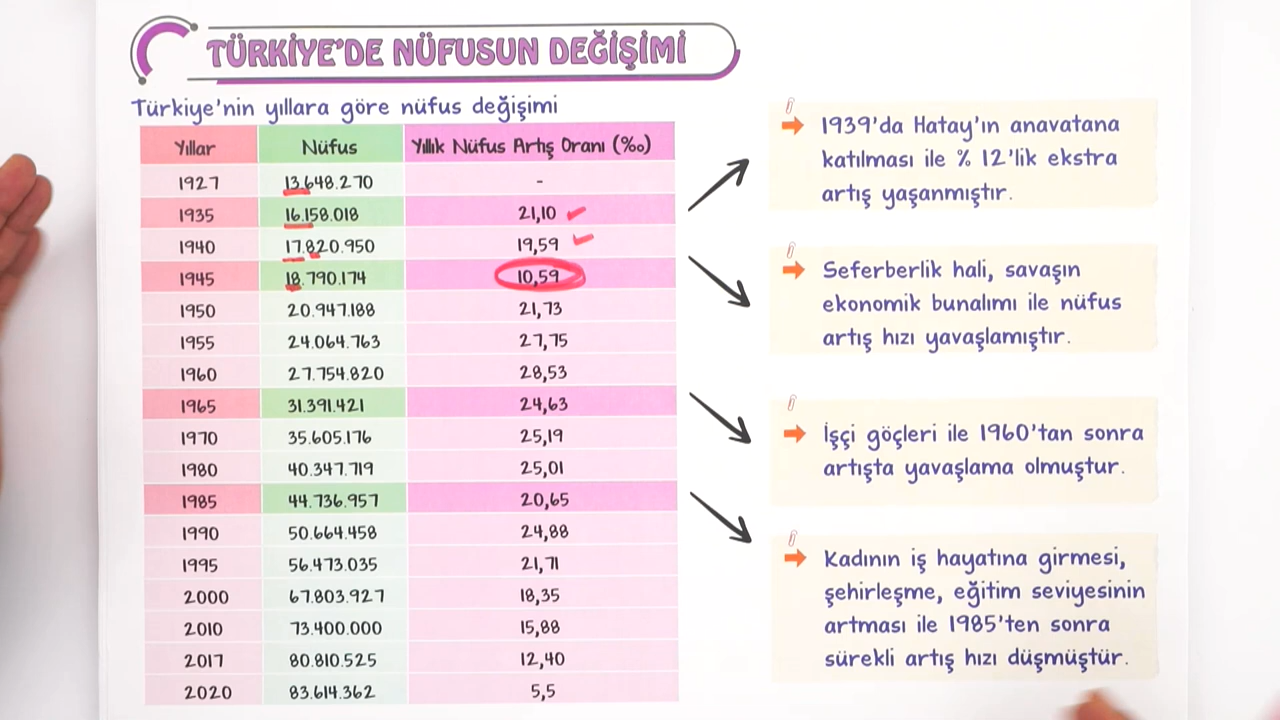 TÜRKİYE'DE NÜFUSUN DEĞİŞİMİ
Türkiye'nin yıllara göre nüfus değişimi
Yıllar Nüfus Yıllık Nüfus Artış Oranı (‰)
1927 13.648.270 -
1935 16.158.018 21,10
1940 17.820.950 19,59
1945 18.790.174 10,59
1950 20.947.188 21,73
1955 24.064.763 27,75
1960 27.754.820 28,53
1965 31.391.421 24,63
1970 35.605.176 25,19
1980 40.347.719 25,01
1985 44.736.957 20,65
1990 50.664.458 24,88
1995 56.473.035 21,71
2000 67.803.927 18,35
2010 73.400.000 15,88
2017 80.810.525 12,40
2020 83.614.362 5,5
1939'da Hatay'ın anavatana
katılması ile % 12'lik ekstra
artış yaşanmıştır.
Seferberlik hali, savaşın
ekonomik bunalımı ile nüfus
artış hızı yavaşlamıştır.
İşçi göçleri ile 1960'tan sonra
artışta yavaşlama olmuştur.
Kadının iş hayatına girmesi,
şehirleşme, eğitim seviyesinin
artması ile 1985'ten sonra
sürekli artış hızı düşmüştür.